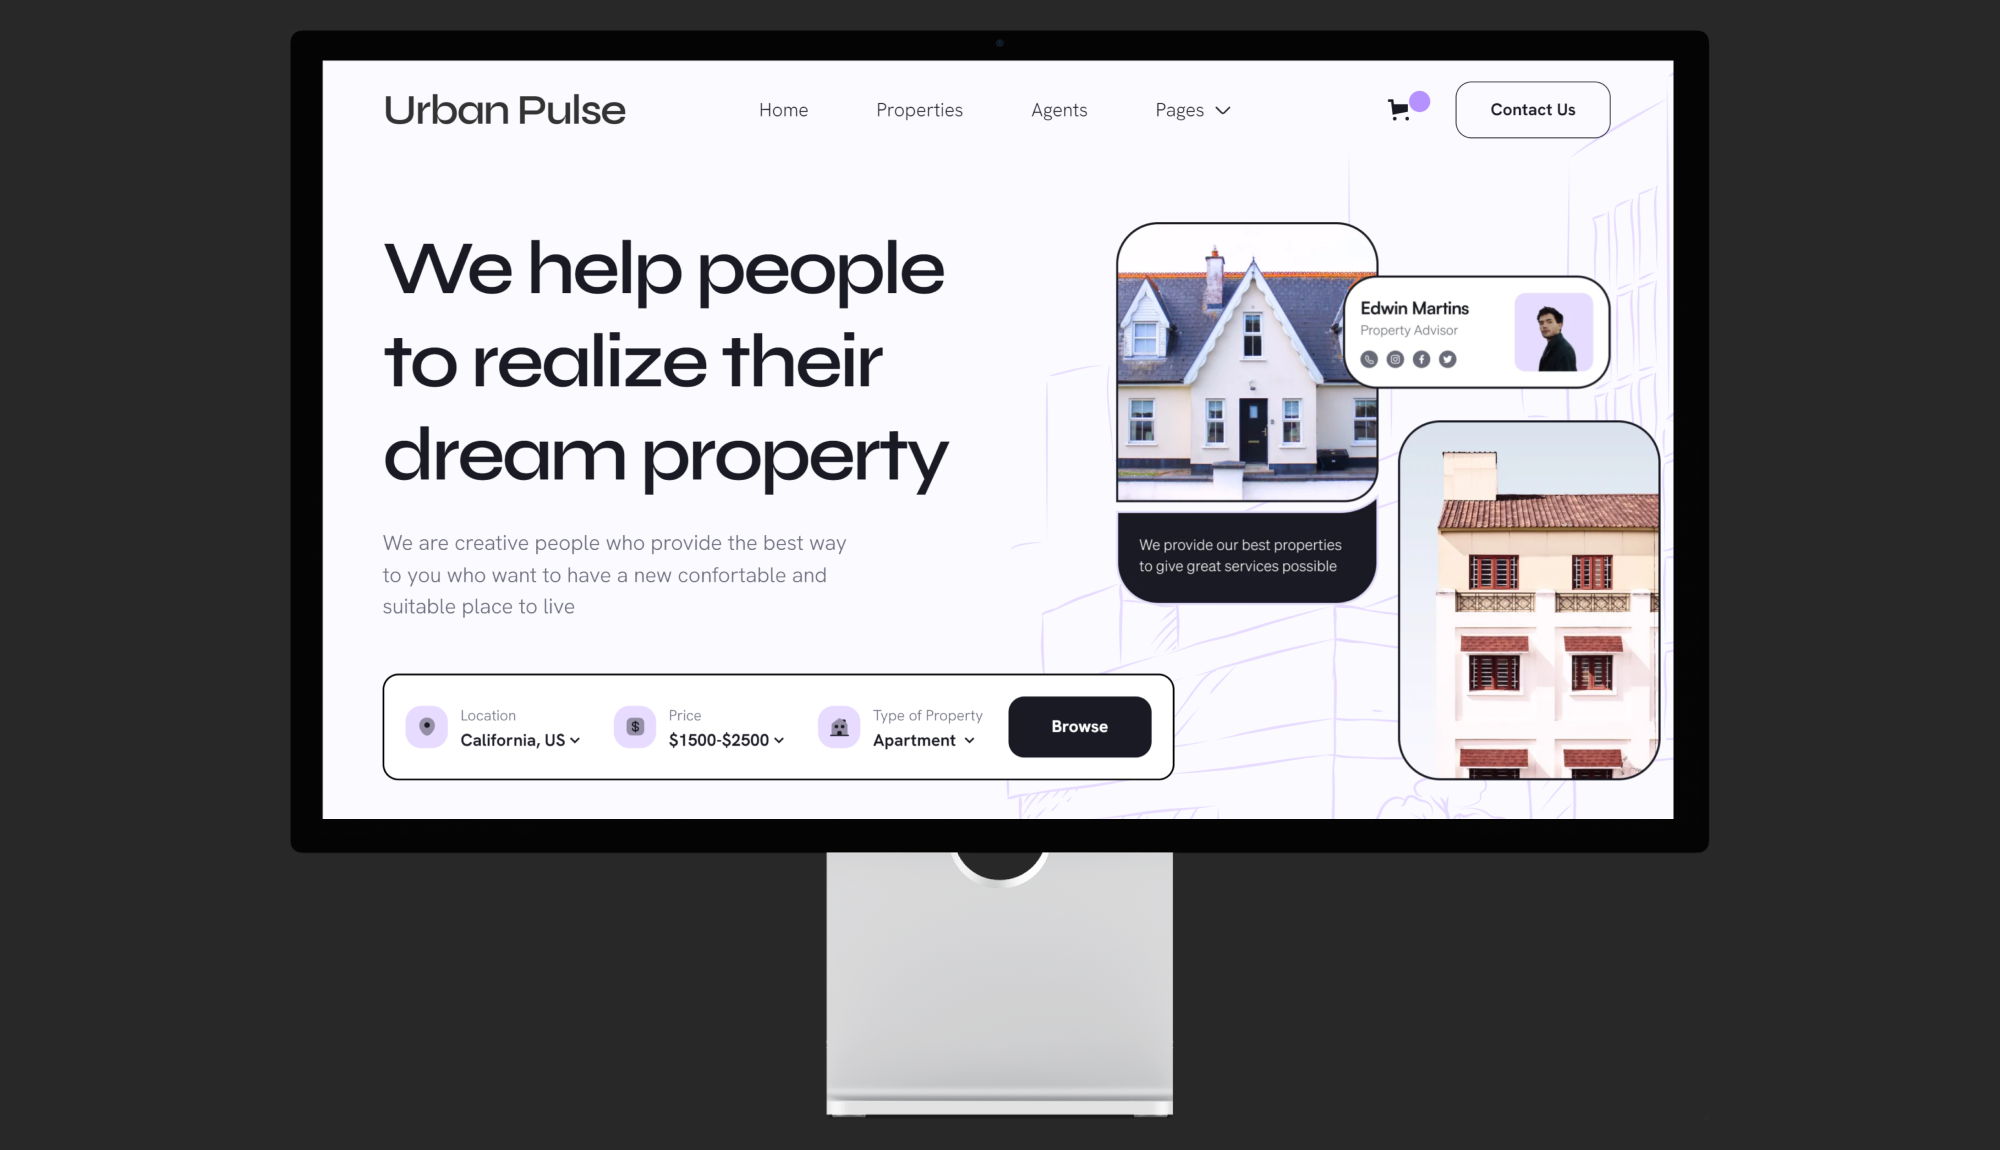 Urban Pulse
Home
Properties
Agents
Pages
Contact Us
We help people
to realize their
dream property
We are creative people who provide the best way
to you who want to have a new confortable and
suitable place to live
Edwin Martins
Property Advisor
We provide our best properties
to give great services possible
Location
California, US
Price
$1500-$2500
Type of Property
Apartment
Browse